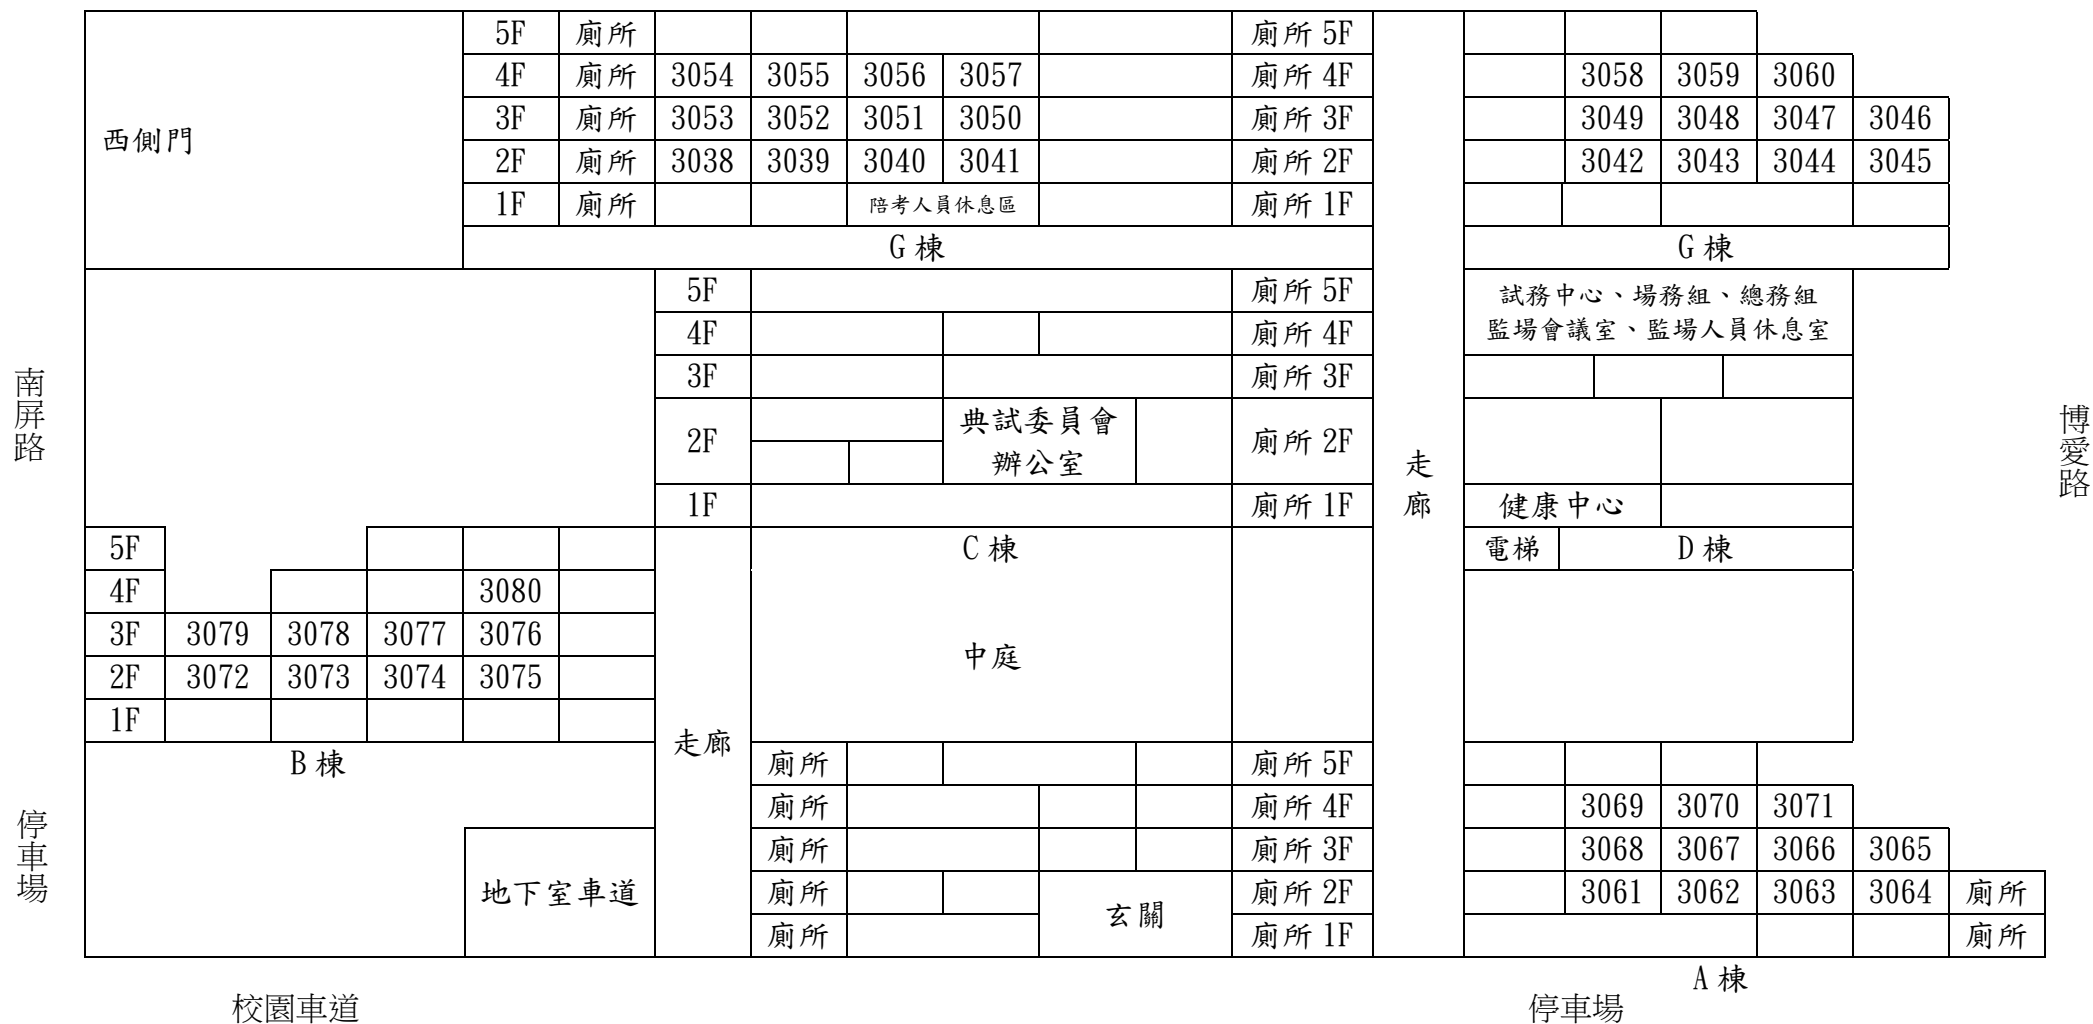 5F 廁所 廁所 5F
4F 廁所 3054 3055 3056 3057 廁所 4F 3058 3059 3060
3F 廁所 3053 3052 3051 3050 廁所 3F 3049 3048 3047 3046
西側門
2F 廁所 3038 3039 3040 3041 廁所 2F 3042 3043 3044 3045
1F 廁所 陪考人員休息區 廁所 1F
G 棟 G 棟
5F 廁所 5F 試務中心、場務組、總務組
4F 廁所 4F 監場會議室、監場人員休息室
3F 廁所 3F
南屏路
博愛路
2F 典試委員會 廁所 2F
辦公室
走廊
1F 廁所 1F 健康中心
5F C 棟 電梯 D 棟
4F 3080
3F 3079 3078 3077 3076
中庭
2F 3072 3073 3074 3075
1F
走廊
B 棟 廁所 廁所 5F
廁所 廁所 4F 3069 3070 3071
停車場
廁所 廁所 3F 3068 3067 3066 3065
地下室車道 廁所 廁所 2F 3061 3062 3063 3064 廁所
玄關
廁所 廁所 1F 廁所
A 棟
校園車道 停車場